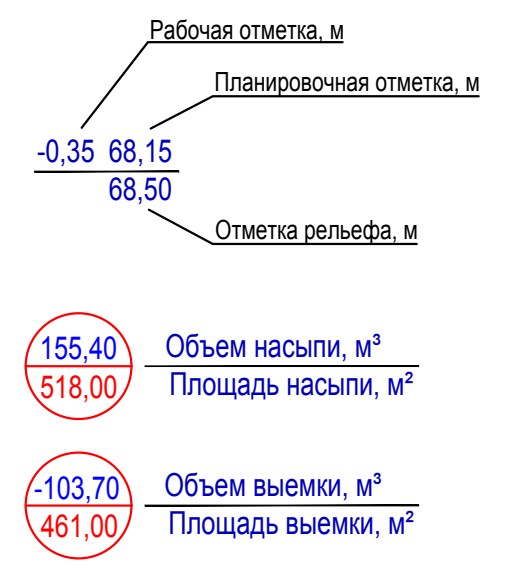 Рабочая отметка, м
Планировочная отметка, м
-0,35 68,15
68,50
Отметка рельефа, м
155,40 Объем насыпи, м³
518,00 Площадь насыпи, м²
-103,70 Объем выемки, м³
461,00 Площадь выемки, м²